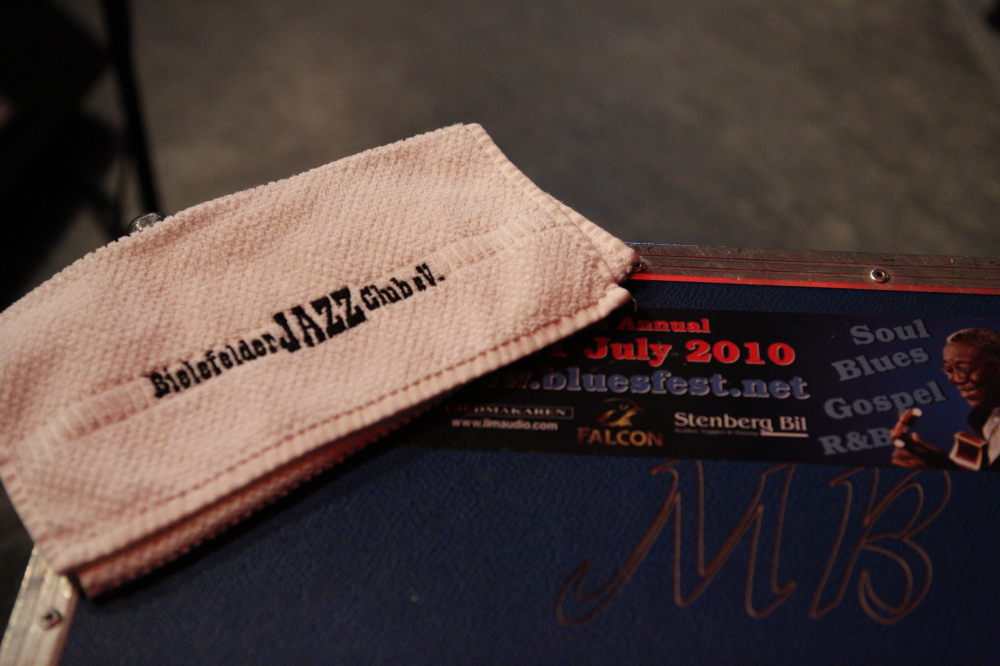 Bielefelder JAZZ Club e.V.
Annual
July 2010
.bluesfest.net
www.ilmaudio.com
FALCON
Stenberg Bil
Soul
Blues
Gospel
R&B
MB